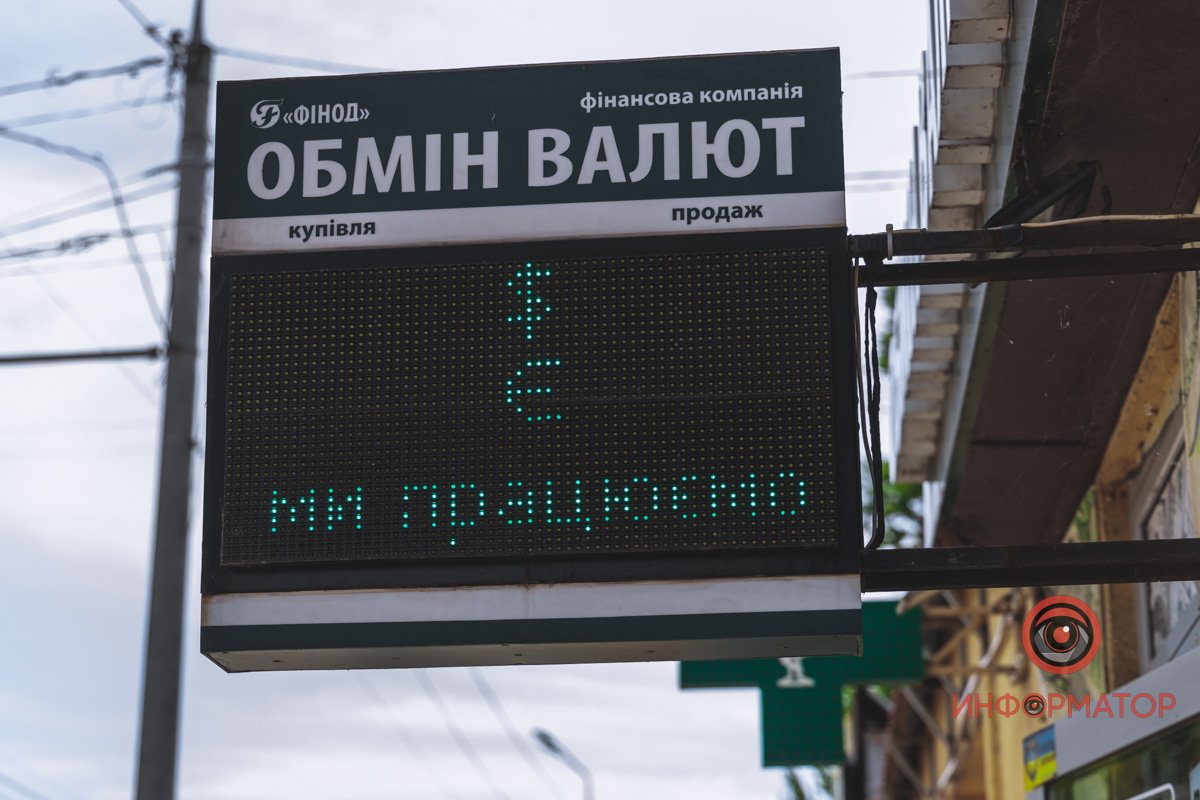 «ФІНОД»
фінансова компанія
ОБМІН ВАЛЮТ
купівля продаж
$
€
ми працюємо
ИНФОРМАТОР